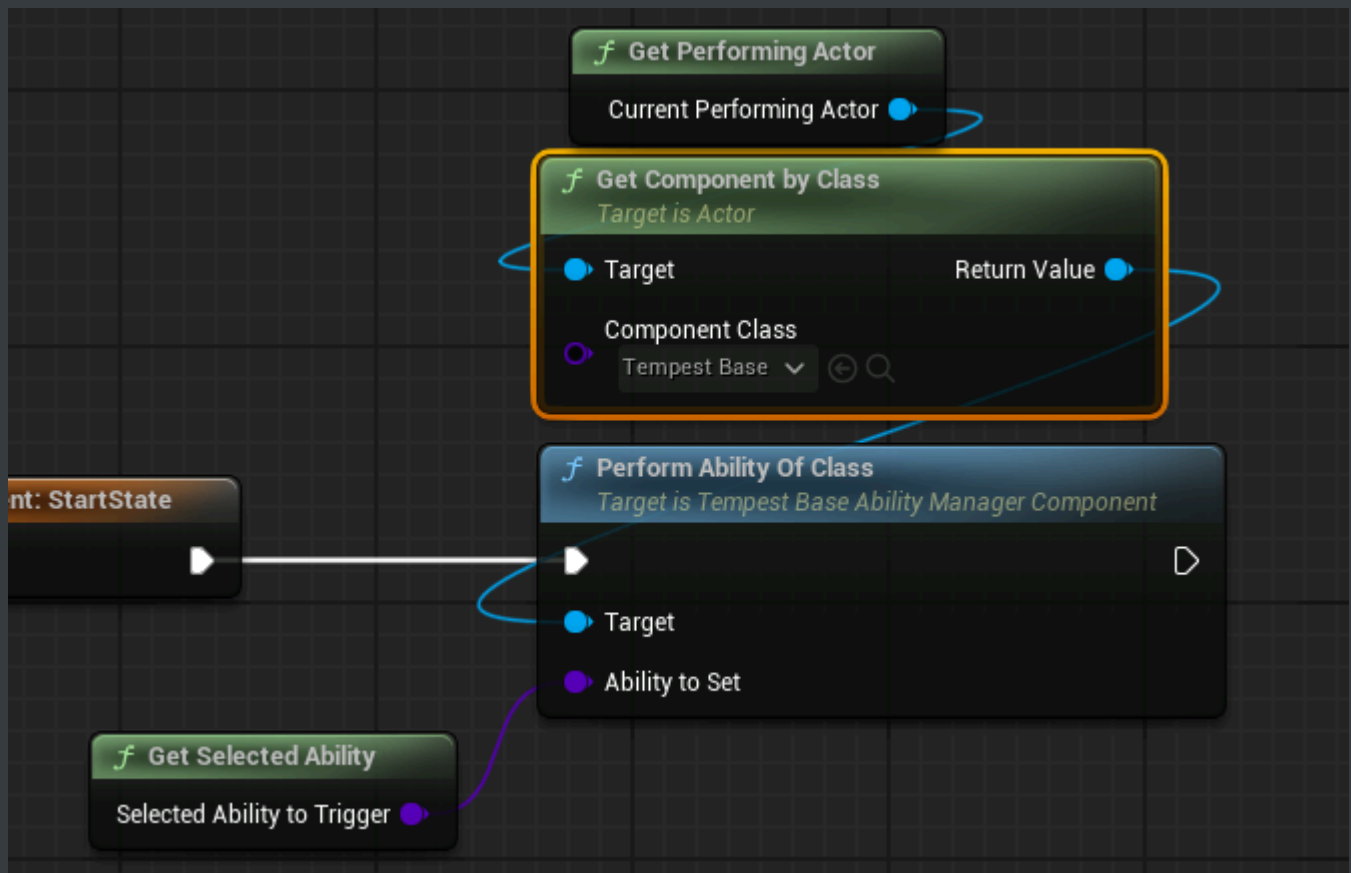 f Get Performing Actor
Current Performing Actor
f Get Component by Class
Target is Actor
Target
Return Value
Component Class
Tempest Base
nt: StartState
f Perform Ability Of Class
Target is Tempest Base Ability Manager Component
Target
Ability to Set
f Get Selected Ability
Selected Ability to Trigger